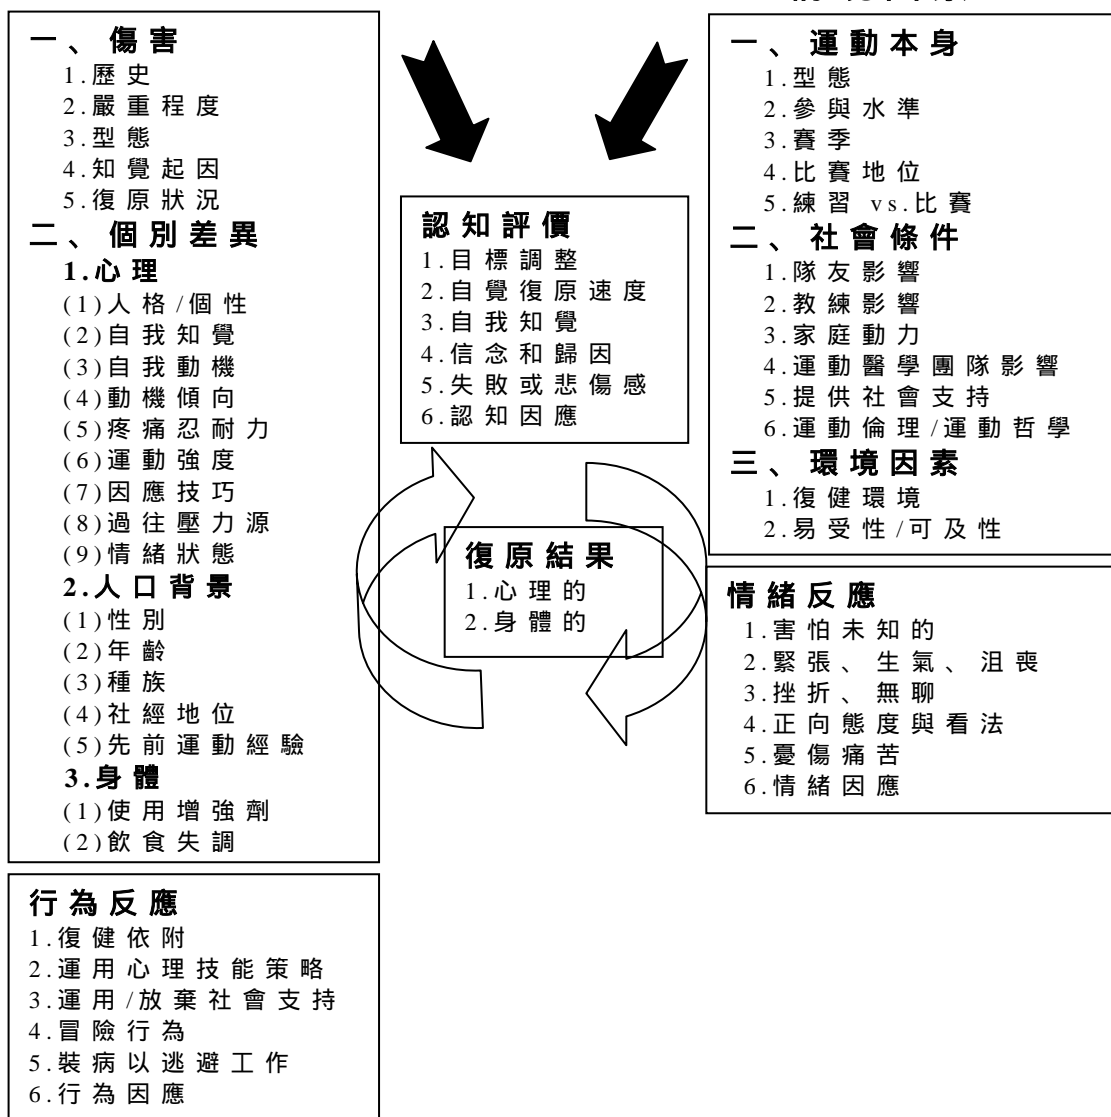 一、傷害
1.歷史
2.嚴重程度
3.型態
4.知覺起因
5.復原狀況
二、個別差異
1.心理
(1)人格/個性
(2)自我知覺
(3)自我動機
(4)動機傾向
(5)疼痛忍耐力
(6)運動強度
(7)因應技巧
(8)過往壓力源
(9)情緒狀態
2.人口背景
(1)性別
(2)年齡
(3)種族
(4)社經地位
(5)先前運動經驗
3.身體
(1)使用增強劑
(2)飲食失調
認知評價
1.目標調整
2.自覺復原速度
3.自我知覺
4.信念和歸因
5.失敗或悲傷感
6.認知因應
一、運動本身
1.型態
2.參與水準
3.賽季
4.比賽地位
5.練習 vs.比賽
二、社會條件
1.隊友影響
2.教練影響
3.家庭動力
4.運動醫學團隊影響
5.提供社會支持
6.運動倫理/運動哲學
三、環境因素
1.復健環境
2.易受性/可及性
復原結果
1.心理的
2.身體的
情緒反應
1.害怕未知的
2.緊張、生氣、沮喪
3.挫折、無聊
4.正向態度與看法
5.憂傷痛苦
6.情緒因應
行為反應
1.復健依附
2.運用心理技能策略
3.運用/放棄社會支持
4.冒險行為
5.裝病以逃避工作
6.行為因應